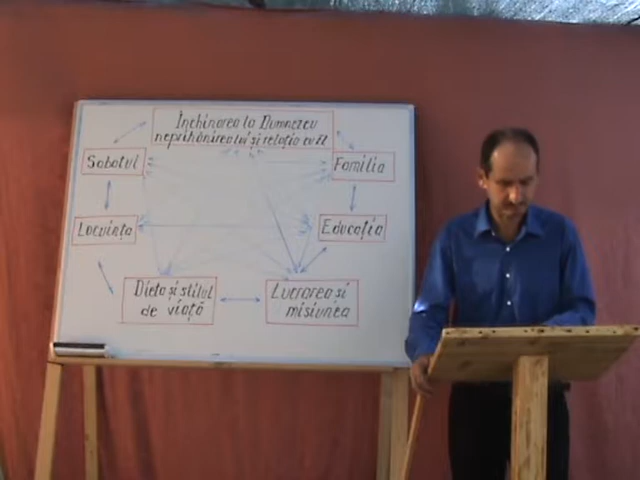 Închinarea la Dumnezeu
neprihănirea Lui și relația cu El
Sabatul
Familia
Locuința
Educația
Dieta și stilul
de viață
Lucrarea și
misiunea